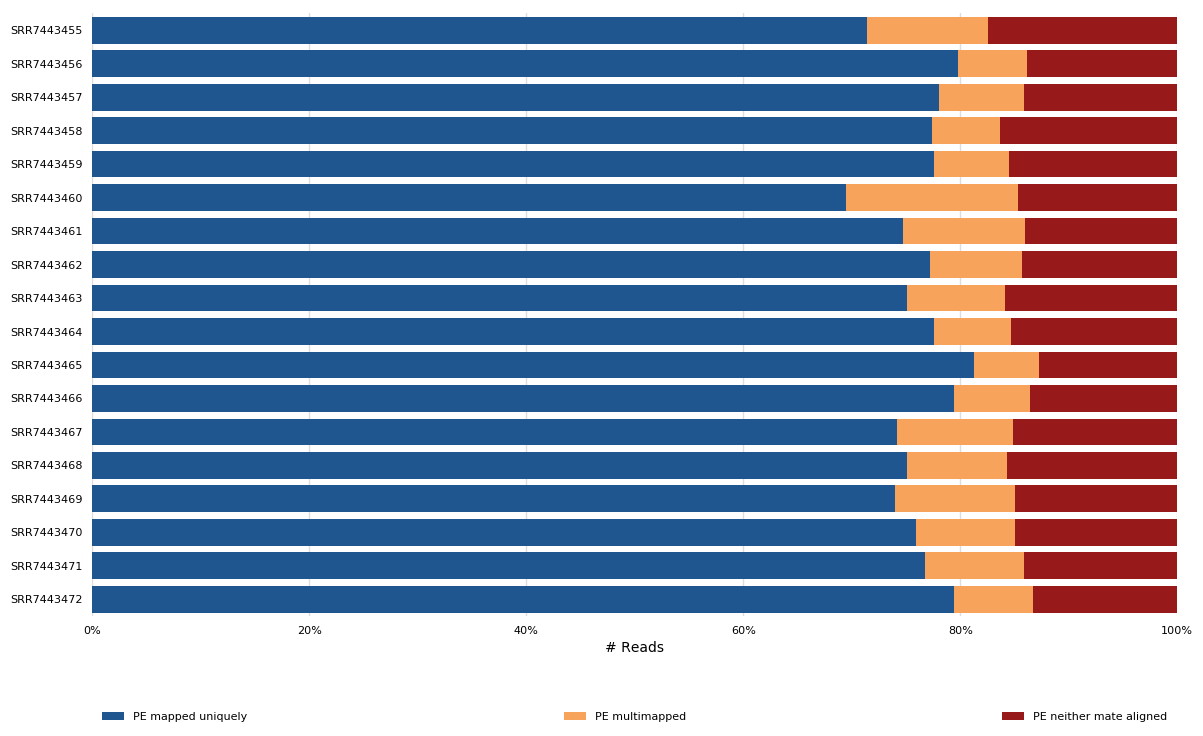 SRR7443455
SRR7443456
SRR7443457
SRR7443458
SRR7443459
SRR7443460
SRR7443461
SRR7443462
SRR7443463
SRR7443464
SRR7443465
SRR7443466
SRR7443467
SRR7443468
SRR7443469
SRR7443470
SRR7443471
SRR7443472
0% 20% 40% 60% 80% 100%
# Reads
PE mapped uniquely PE multimapped PE neither mate aligned